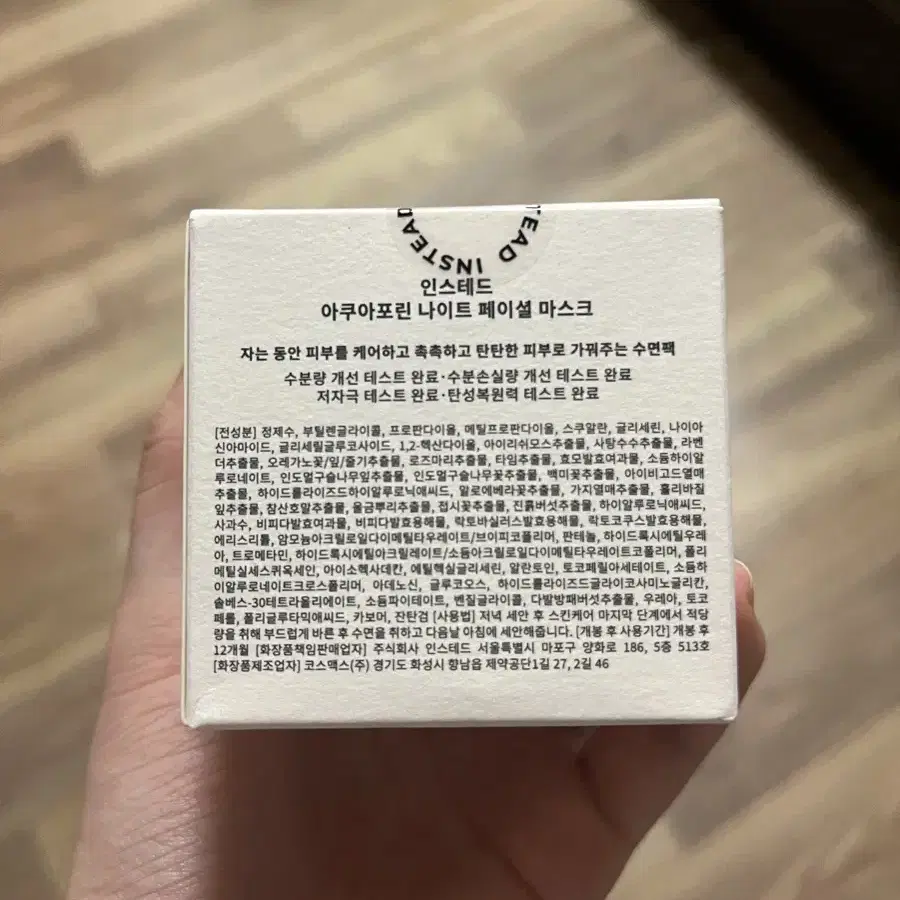 INSTEAD INSTEAD
인스테드
아쿠아포린 나이트 페이셜 마스크
자는 동안 피부를 케어하고 촉촉하고 탄탄한 피부로 가꿔주는 수면팩
수분량 개선 테스트 완료·수분손실량 개선 테스트 완료
저자극 테스트 완료·탄성복원력 테스트 완료
[전성분] 정제수, 부틸렌글라이콜, 프로판다이올, 메틸프로판다이올, 스쿠알란, 글리세린, 나이아
신아마이드, 글리세릴글루코사이드, 1,2-헥산다이올, 아이리쉬모스추출물, 사탕수수추출물, 라벤
더추출물, 오레가노꽃/잎/줄기추출물, 로즈마리추출물, 타임추출물, 효모발효여과물, 소듐하이알
루로네이트, 인도멀구슬나무잎추출물, 인도멀구슬나무꽃추출물, 백미꽃추출물, 아이비고드열매
추출물, 하이드롤라이즈드하이알루로닉애씨드, 알로에베라꽃추출물, 가지열매추출물, 홀리바질
잎추출물, 참산호말추출물, 울금뿌리추출물, 접시꽃추출물, 진흙버섯추출물, 하이알루로닉애씨드,
사과수, 비피다발효여과물, 비피다발효용해물, 락토바실러스발효용해물, 락토코쿠스발효용해물,
에리스리톨, 암모늄아크릴로일다이메틸타우레이트/브이피코폴리머, 판테놀, 하이드록시에틸우레
아, 트로메타민, 하이드록시에틸아크릴레이트/소듐아크릴로일다이메틸타우레이트코폴리머, 폴리
메틸실세스퀴옥세인, 아이소헥사데칸, 에틸헥실글리세린, 알란토인, 토코페릴아세테이트, 소듐하
이알루로네이트크로스폴리머, 아데노신, 글루코오스, 하이드롤라이즈드글라이코사미노글리칸,
솔베스-30테트라올리에이트, 소듐파이테이트, 벤질글라이콜, 다발방패버섯추출물, 우레아, 토코
페롤, 폴리글루타믹애씨드, 카보머, 잔탄검 [사용법] 저녁 세안 후 스킨케어 마지막 단계에서 적당
량을 취해 부드럽게 바른 후 수면을 취하고 다음날 아침에 세안해줍니다. [개봉 후 사용기간] 개봉 후
12개월 [화장품책임판매업자] 주식회사 인스테드 서울특별시 마포구 양화로 186, 5층 513호
[화장품제조업자] 코스맥스(주) 경기도 화성시 향남읍 제약공단1길 27, 2길 46